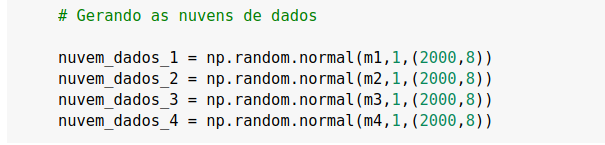 # Gerando as nuvens de dados
nuvem_dados_1 = np.random.normal(m1,1,(2000,8))
nuvem_dados_2 = np.random.normal(m2,1,(2000,8))
nuvem_dados_3 = np.random.normal(m3,1,(2000,8))
nuvem_dados_4 = np.random.normal(m4,1,(2000,8))